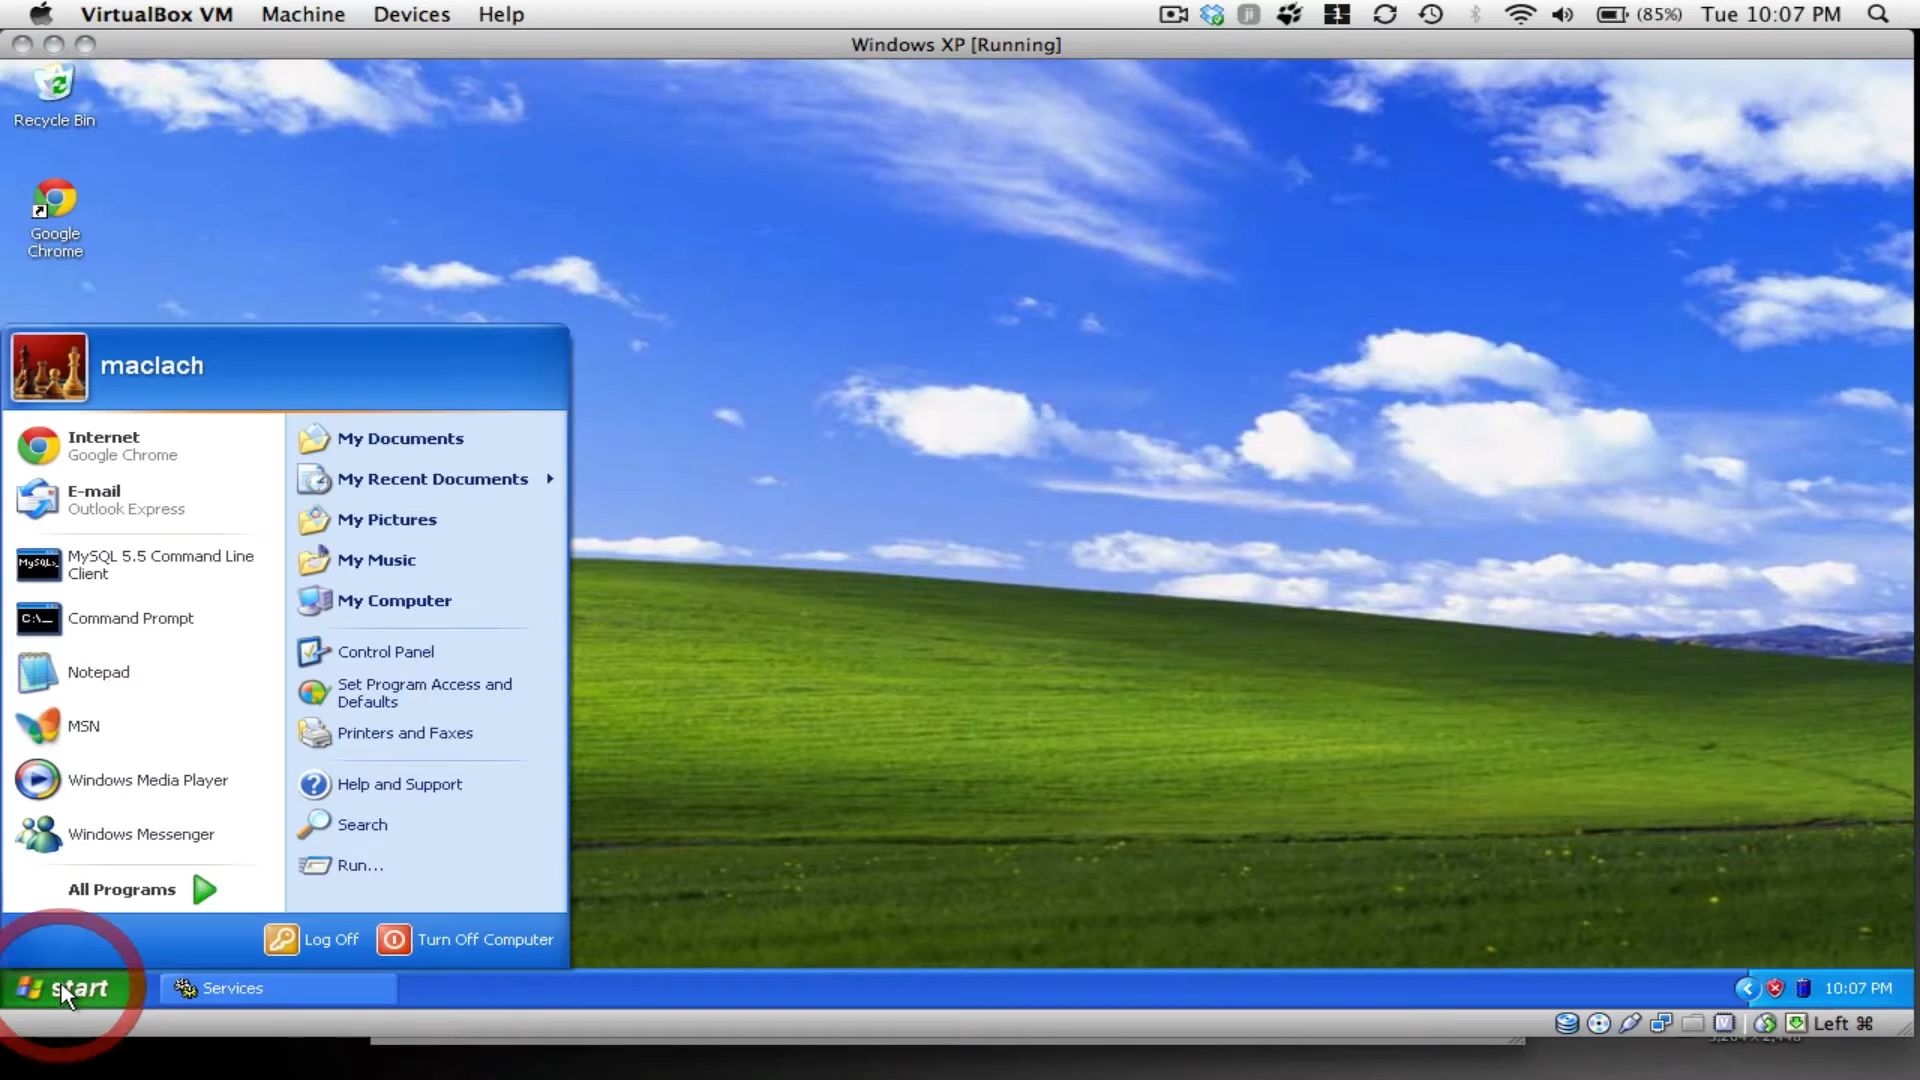 VirtualBox VM Machine Devices Help
1 (85%) Tue 10:07 PM
Windows XP [Running]
Recycle Bin
Google
Chrome
maclach
Internet
Google Chrome
E-mail
Outlook Express
MySQL 5.5 Command Line
Client
Command Prompt
Notepad
MSN
Windows Media Player
Windows Messenger
All Programs
My Documents
My Recent Documents
My Pictures
My Music
My Computer
Control Panel
Set Program Access and
Defaults
Printers and Faxes
Help and Support
Search
Run...
Log Off Turn Off Computer
start Services 10:07 PM
Left ⌘